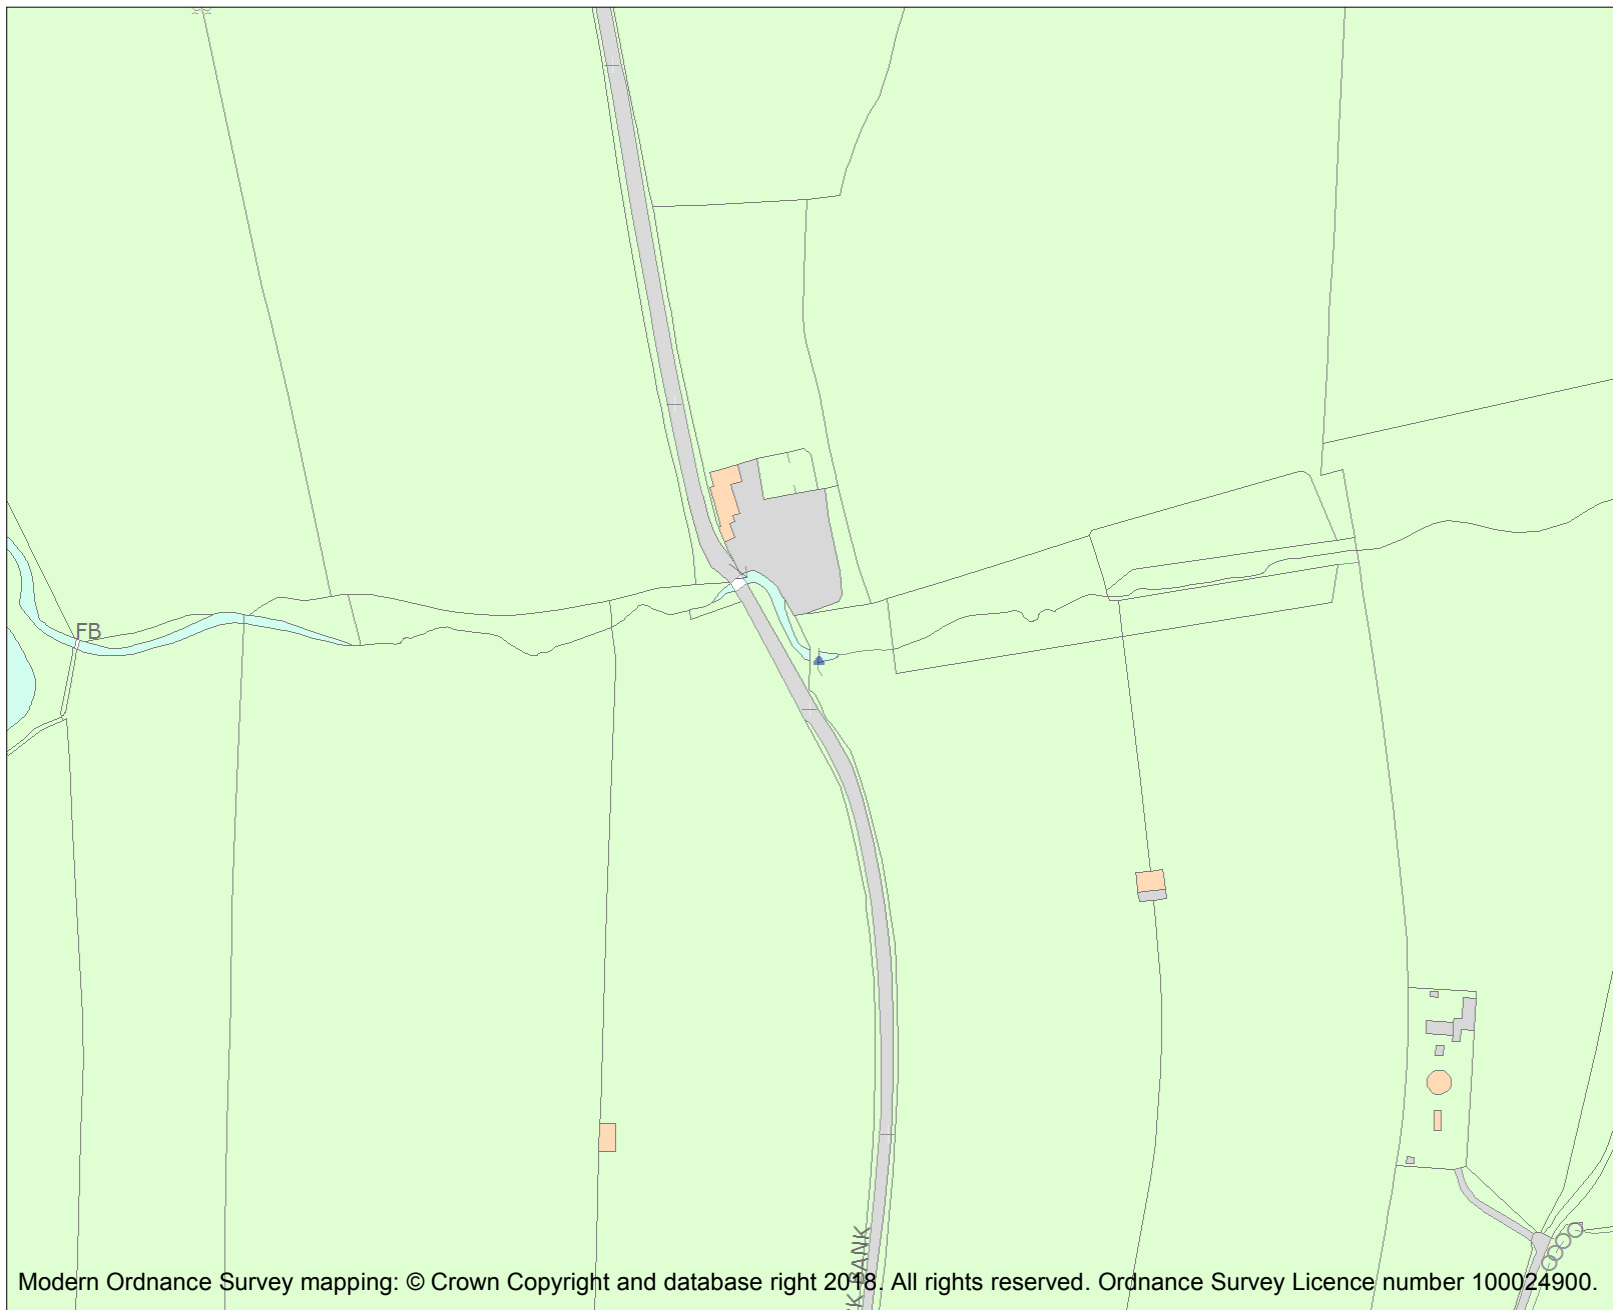 FB
BANK
Modern Ordnance Survey mapping: © Crown Copyright and database right 2018. All rights reserved. Ordnance Survey Licence number 100024900.